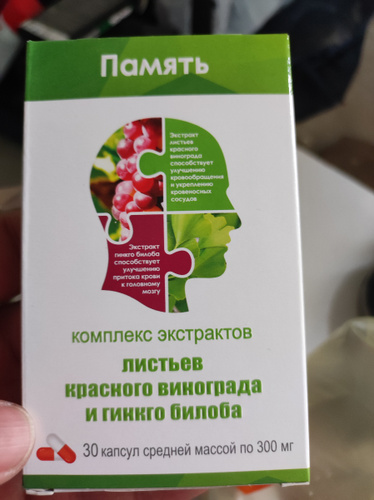 Память
Экстракт
листьев
красного
винограда
способствует
улучшению
кровообращения
и укреплению
кровеносных
сосудов
Экстракт
гинкго билоба
способствует
улучшению
притока крови
к головному
мозгу
комплекс экстрактов
листьев
красного винограда
и гинкго билоба
30 капсул средней массой по 300 мг